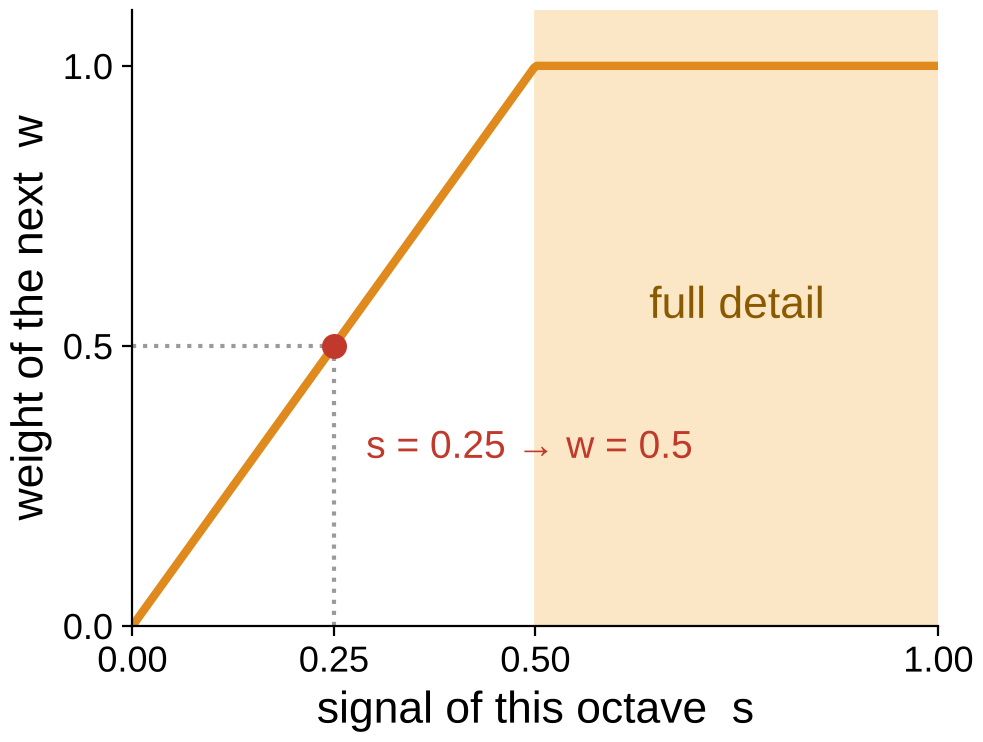 1.0
0.5
0.0
weight of the next w
full detail
s = 0.25 → w = 0.5
0.00 0.25 0.50 1.00
signal of this octave s